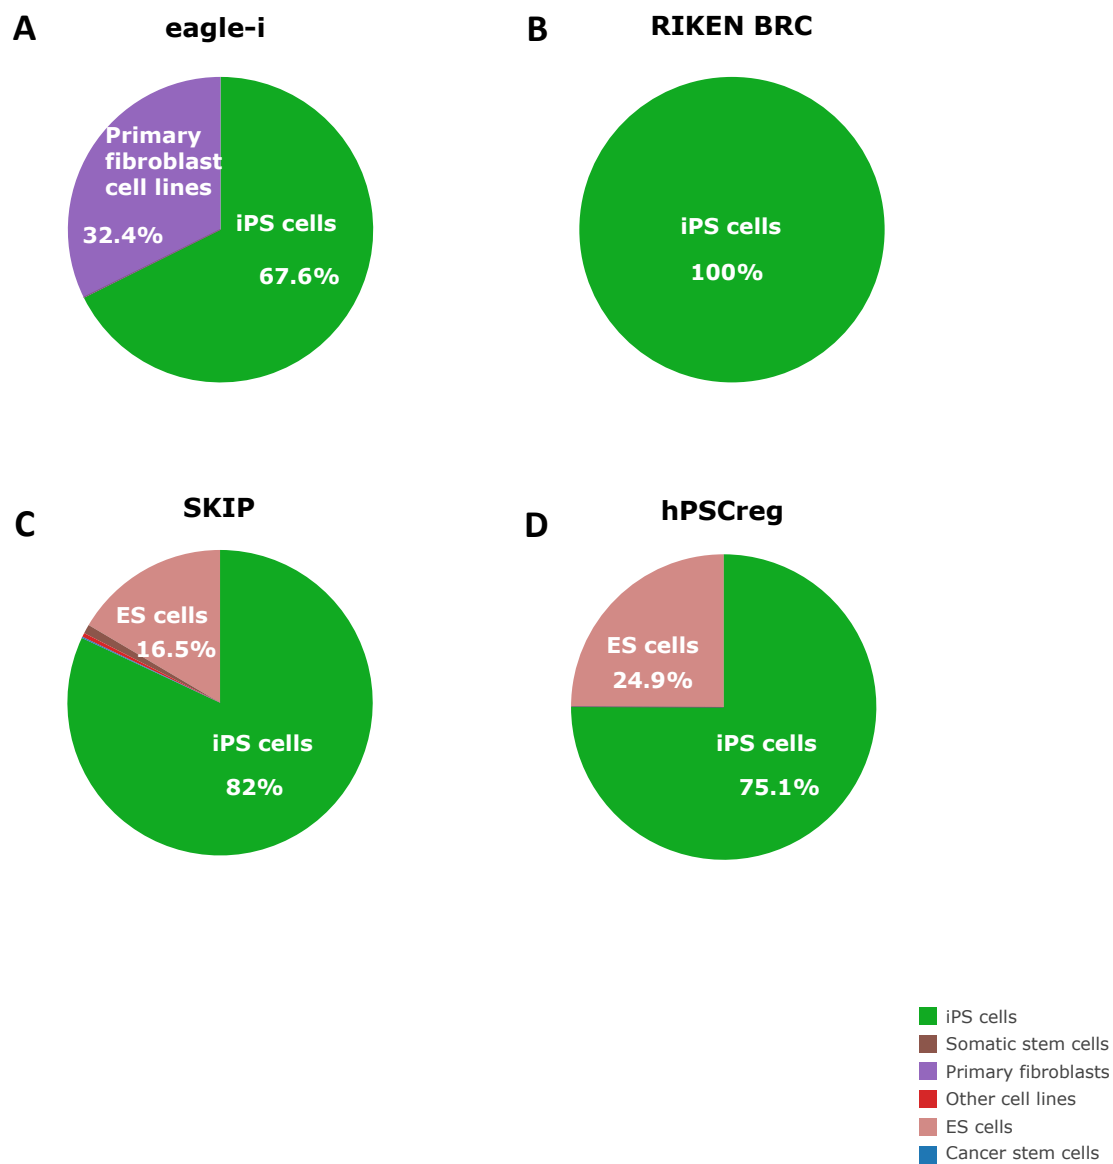 A
eagle-i
Primary
fibroblast
cell lines
32.4%
iPS cells
67.6%
B
RIKEN BRC
iPS cells
100%
C
SKIP
ES cells
16.5%
iPS cells
82%
D
hPSCreg
ES cells
24.9%
iPS cells
75.1%
iPS cells
Somatic stem cells
Primary fibroblasts
Other cell lines
ES cells
Cancer stem cells